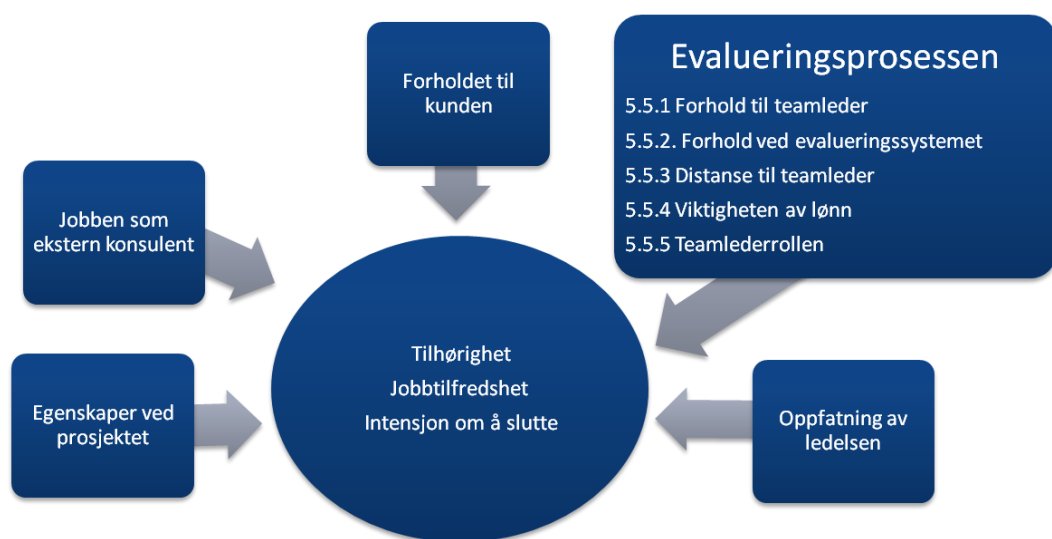 Forholdet til
kunden
Evalueringsprosessen
5.5.1 Forhold til teamleder
5.5.2. Forhold ved evalueringssystemet
5.5.3 Distanse til teamleder
5.5.4 Viktigheten av lønn
5.5.5 Teamlederrollen
Jobben som
ekstern konsulent
Tilhørighet
Jobbtilfredshet
Intensjon om å slutte
Egenskaper ved
prosjektet
Oppfatning av
ledelsen